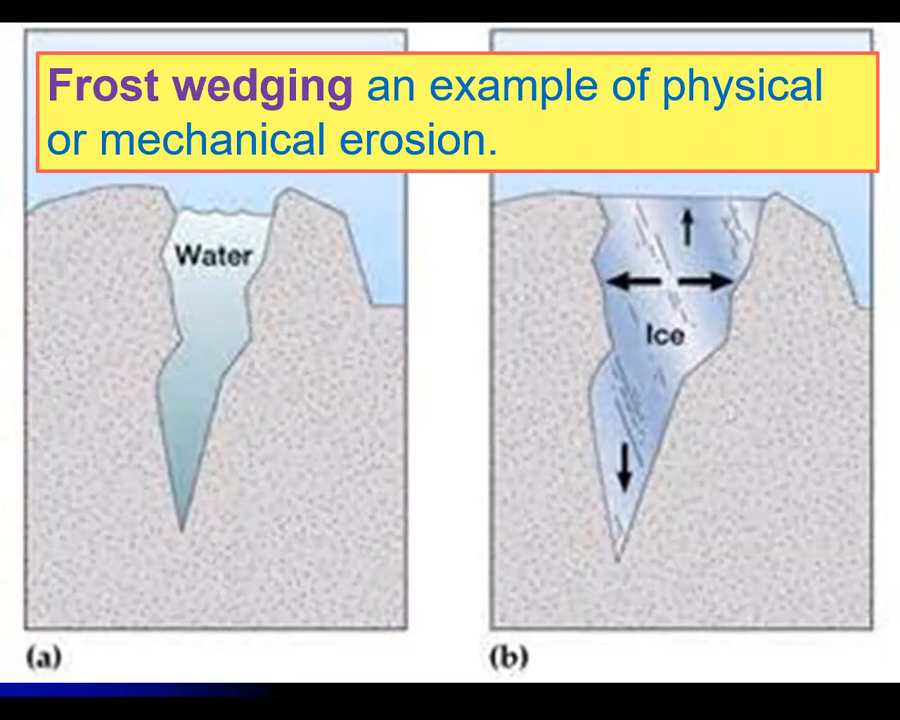 Frost wedging an example of physical
or mechanical erosion.
Water
Ice
(a)
(b)